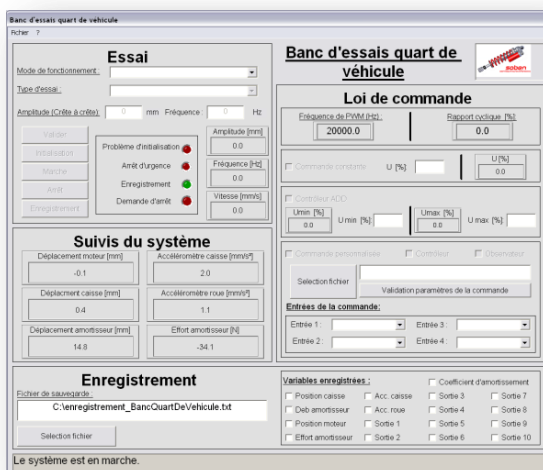 Banc d'essais quart de véhicule
Fichier ?
Essai
Mode de fonctionnement :
Type d'essai :
Amplitude (Crête à crête): 0 mm Fréquence : 0 Hz
Valider
Initialisation
Marche
Arrêt
Enregistrement
Problème d'initialisation
Arrêt d'urgence
Enregistrement
Demande d'arrêt
Amplitude [mm]
0.0
Fréquence [Hz]
0.0
Vitesse [mm/s]
0.0
Suivis du système
Déplacement moteur [mm]
-0.1
Accéléromètre caisse [mm/s²]
2.0
Déplacment caisse [mm]
0.4
Accéléromètre roue [mm/s²]
1.1
Déplacement amortisseur [mm]
14.8
Effort amortisseur [N]
-34.1
Enregistrement
Fichier de sauvegarde :
C:\enregistrement_BancQuartDeVehicule.txt
Selection fichier
Banc d'essais quart de
véhicule
soben
Loi de commande
Fréquence de PWM (Hz) :
20000.0
Rapport cyclique [%]:
0.0
Commande constante U [%]:
U [%]
0.0
Contrôleur ADD
Umin [%]
0.0
U min [%]:
Umax [%]
0.0
U max [%]:
Commande personnalisée Contrôleur Observateur
Selection fichier
Validation paramètres de la commande
Entrées de la commande:
Entrée 1 : Entrée 3 :
Entrée 2 : Entrée 4 :
Variables enregistrées : Coefficient d'amortissement
Position caisse Acc. caisse Sortie 3 Sortie 7
Deb amortisseur Acc. roue Sortie 4 Sortie 8
Position moteur Sortie 1 Sortie 5 Sortie 9
Effort amortisseur Sortie 2 Sortie 6 Sortie 10
Le système est en marche.